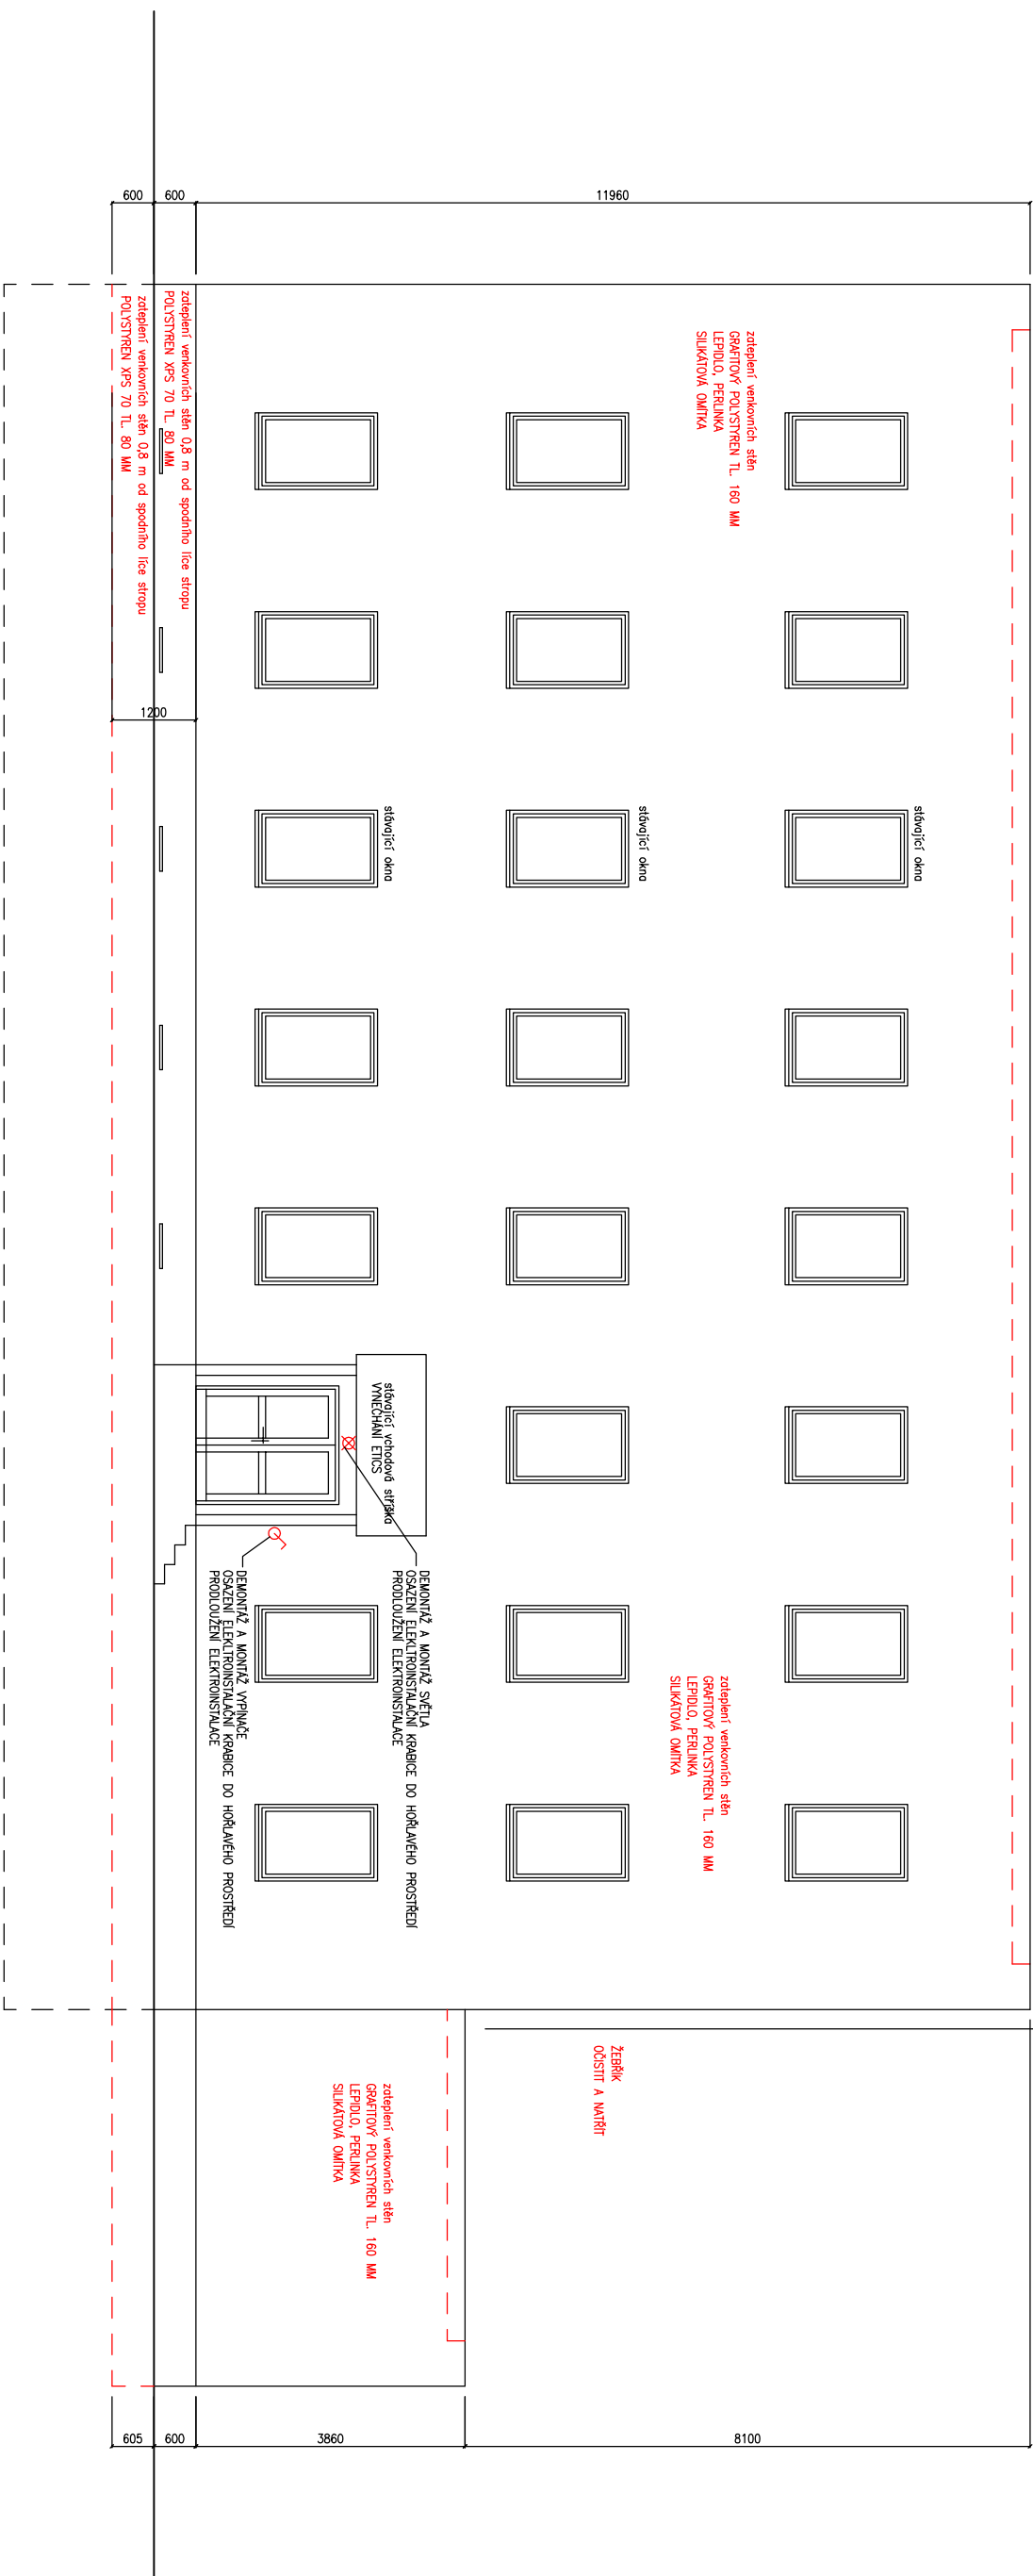 11960
600
600
zateplení venkovních stěn
GRAFITOVÝ POLYSTYREN TL. 160 MM
LEPIDLO, PERLINKA
SILIKÁTOVÁ OMÍTKA
zateplení venkovních stěn 0,8 m od spodního líce stropu
POLYSTYREN XPS 70 TL. 80 MM
zateplení venkovních stěn 0,8 m od spodního líce stropu
POLYSTYREN XPS 70 TL. 80 MM
1200
stávající okna
stávající okna
stávající okna
stávající vchodová stříška
VYNECHÁNÍ ETICS
DEMONTÁŽ A MONTÁŽ SVĚTLA
OSAZENÍ ELEKLTROINSTALAČNÍ KRABICE DO HOŘLAVÉHO PROSTŘEDÍ
PRODLOUŽENÍ ELEKTROINSTALACE
DEMONTÁŽ A MONTÁŽ VYPÍNAČE
OSAZENÍ ELEKLTROINSTALAČNÍ KRABICE DO HOŘLAVÉHO PROSTŘEDÍ
PRODLOUŽENÍ ELEKTROINSTALACE
zateplení venkovních stěn
GRAFITOVÝ POLYSTYREN TL. 160 MM
LEPIDLO, PERLINKA
SILIKÁTOVÁ OMÍTKA
ŽEBŘÍK
OČISTIT A NATŘÍT
zateplení venkovních stěn
GRAFITOVÝ POLYSTYREN TL. 160 MM
LEPIDLO, PERLINKA
SILIKÁTOVÁ OMÍTKA
8100
3860
600
605